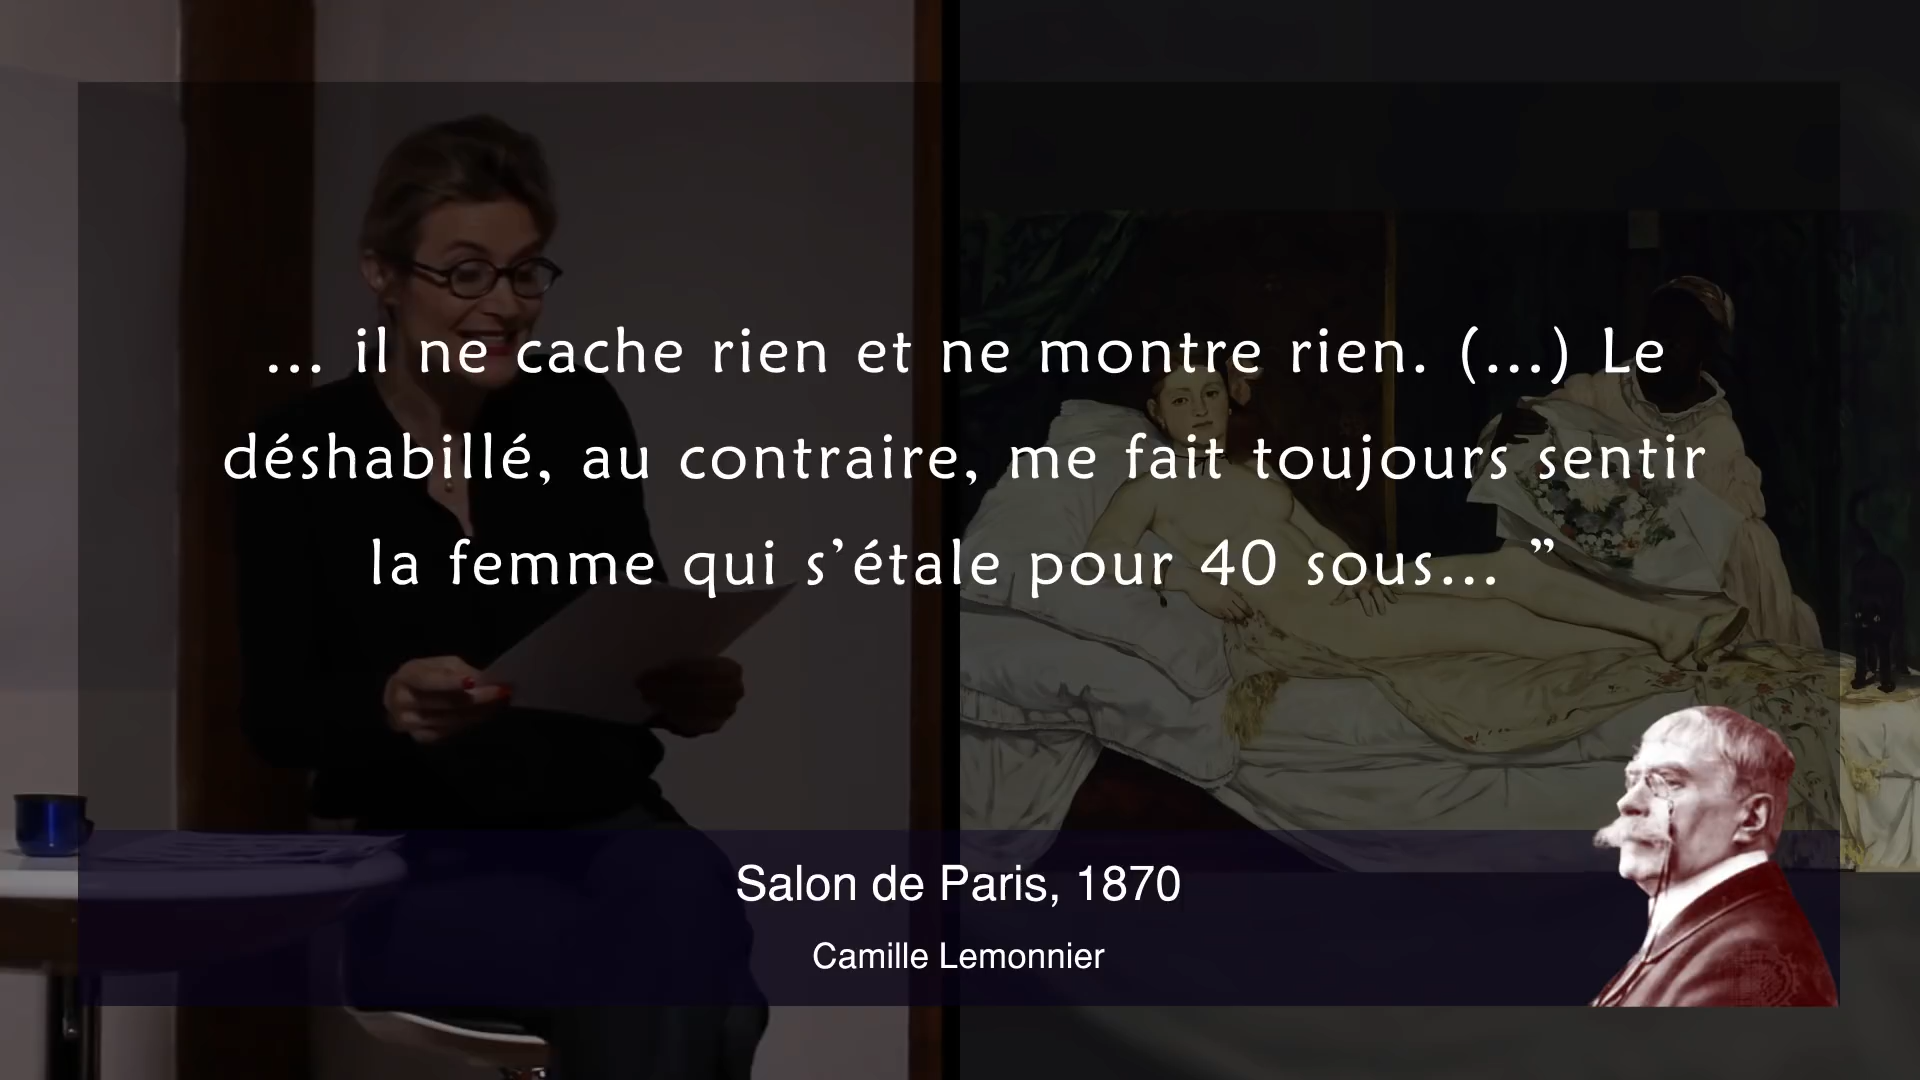 ... il ne cache rien et ne montre rien. (...) Le
déshabillé, au contraire, me fait toujours sentir
la femme qui s’étale pour 40 sous...”
Salon de Paris, 1870
Camille Lemonnier